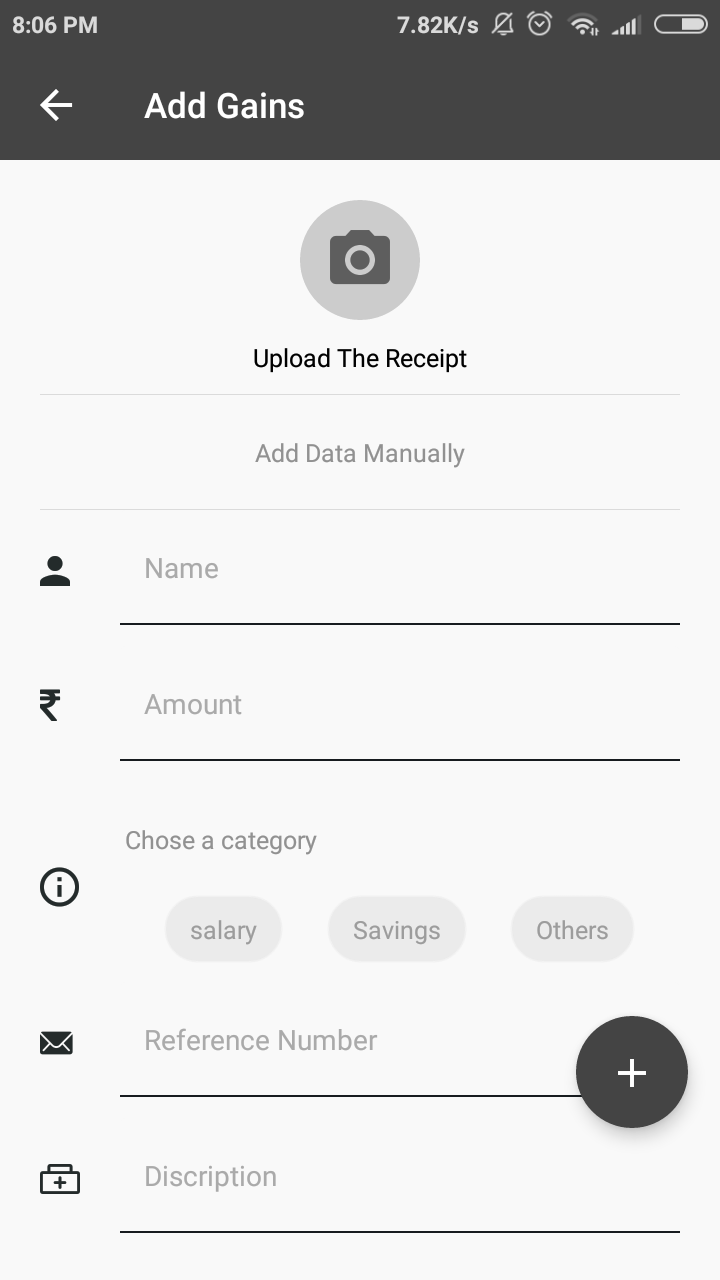 8:06 PM 7.82K/s
Add Gains
Upload The Receipt
Add Data Manually
Name
₹ Amount
Chose a category
salary Savings Others
Reference Number
Discription